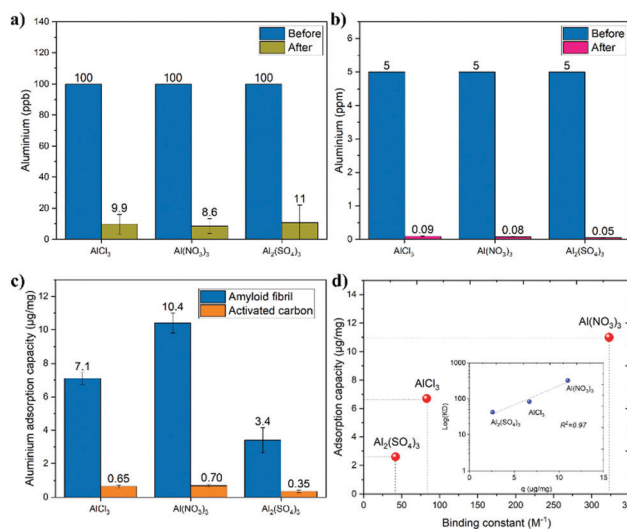 a)
Before
After
Aluminium (ppb)
140
120
100
80
60
40
20
0
100
100
100
9.9
8.6
11
AlCl3
Al(NO3)3
Al2(SO4)3
b)
Before
After
Aluminium (ppm)
6
5
4
3
2
1
0
5
5
5
0.09
0.08
0.05
AlCl3
Al(NO3)3
Al2(SO4)3
c)
Amyloid fibril
Activated carbon
Aluminium adsorption capacity (µg/mg)
12
10
8
6
4
2
0
7.1
10.4
3.4
0.65
0.70
0.35
AlCl3
Al(NO3)3
Al2(SO4)3
d)
Adsorption capacity (µg/mg)
14
12
10
8
6
4
2
0
Al(NO3)3
AlCl3
Al2(SO4)3
Log(KD)
1000
100
10
1
Al(NO3)3
AlCl3
Al2(SO4)3
R²=0.97
0
5
10
15
q (ug/mg)
0
50
100
150
200
250
300
350
Binding constant (M⁻¹)